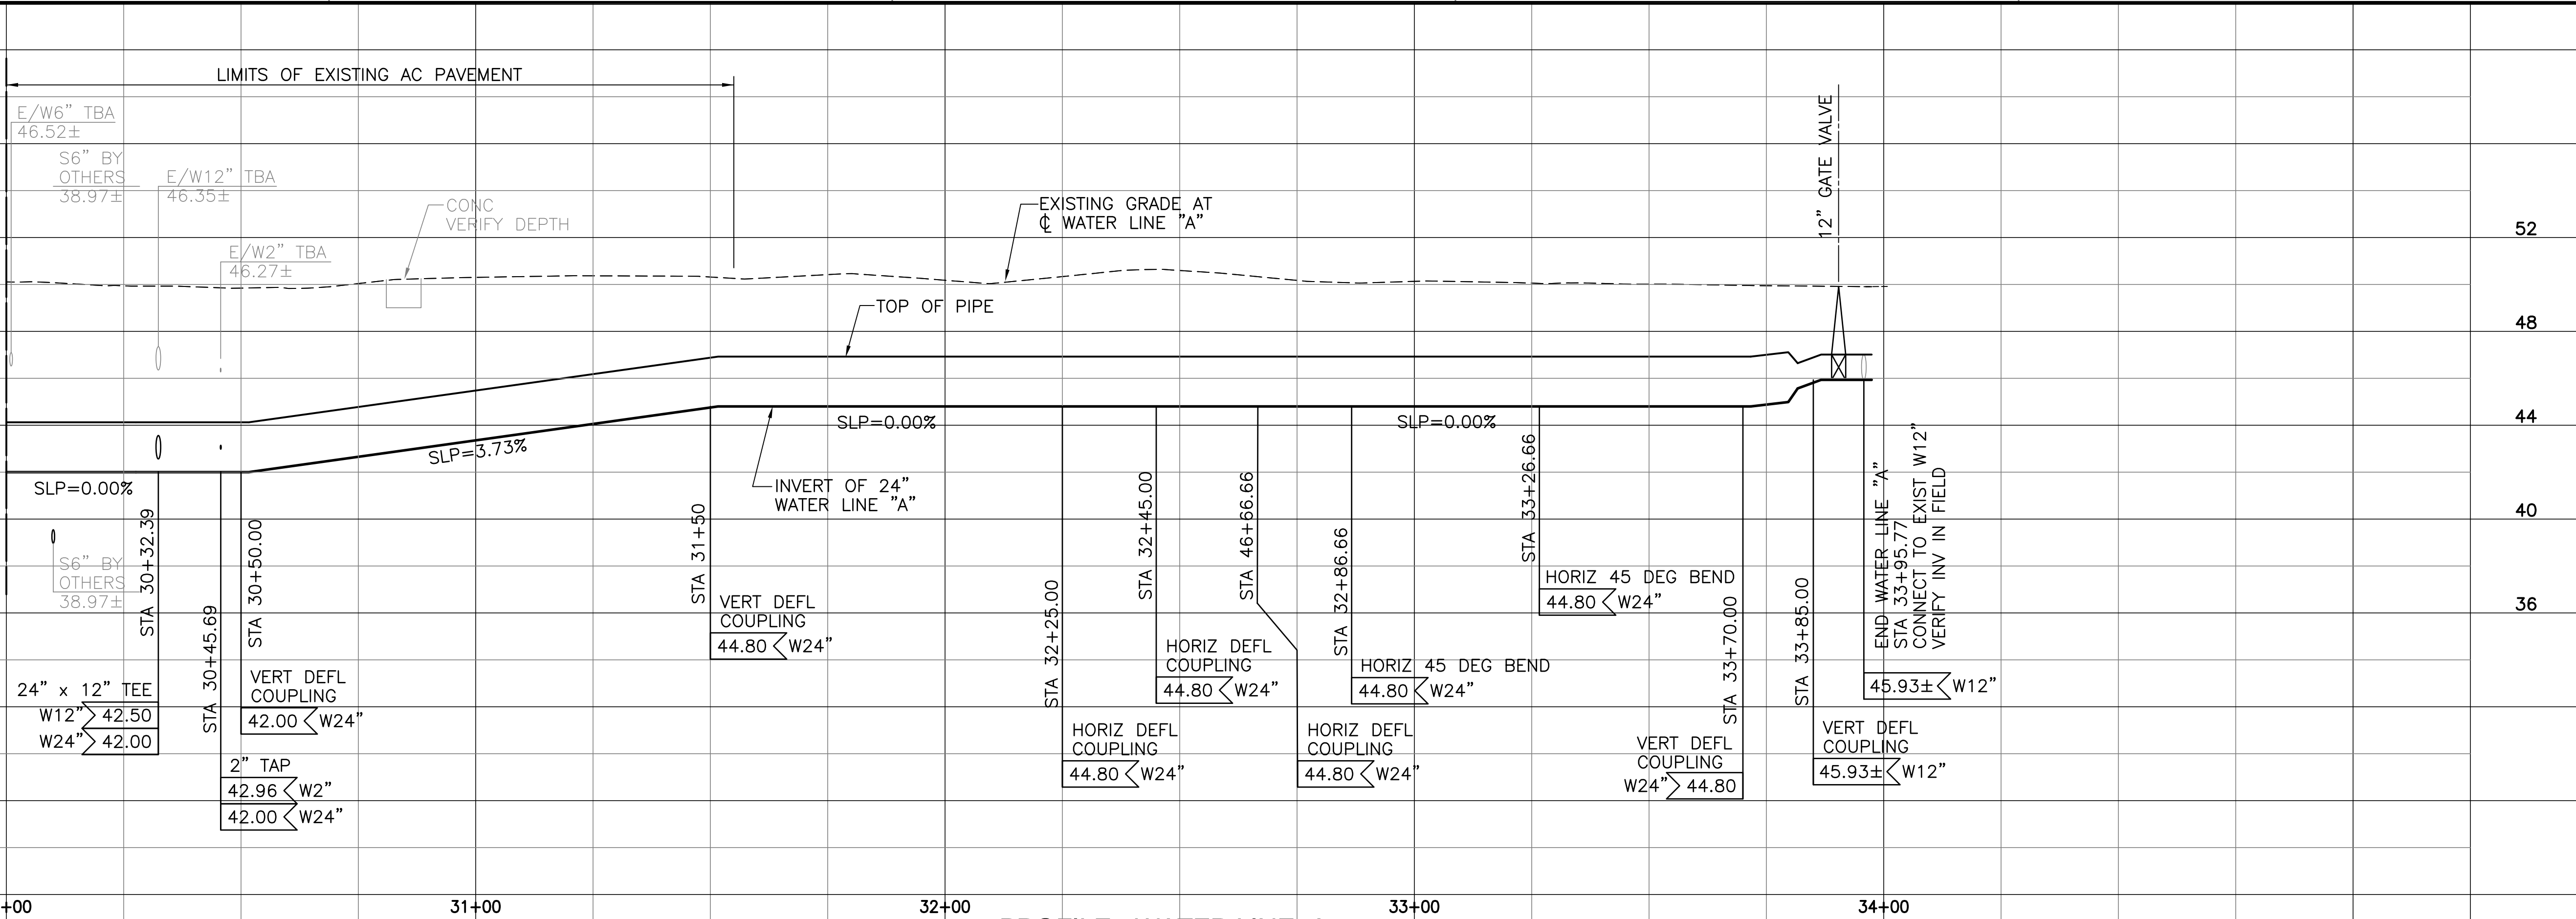 LIMITS OF EXISTING AC PAVEMENT
E/W6" TBA
46.52±
S6" BY
OTHERS
38.97±
E/W12" TBA
46.35±
E/W2" TBA
46.27±
CONC
VERIFY DEPTH
EXISTING GRADE AT
℄ WATER LINE "A"
12" GATE VALVE
TOP OF PIPE
52
48
44
40
36
SLP=0.00%
SLP=3.73%
SLP=0.00%
SLP=0.00%
INVERT OF 24"
WATER LINE "A"
S6" BY
OTHERS
38.97±
STA 30+32.39
24" x 12" TEE
W12" 42.50
W24" 42.00
STA 30+45.69
2" TAP
42.96 W2"
42.00 W24"
STA 30+50.00
VERT DEFL
COUPLING
42.00 W24"
STA 31+50
VERT DEFL
COUPLING
44.80 W24"
STA 32+25.00
HORIZ DEFL
COUPLING
44.80 W24"
STA 32+45.00
HORIZ DEFL
COUPLING
44.80 W24"
STA 46+66.66
HORIZ DEFL
COUPLING
44.80 W24"
STA 32+86.66
HORIZ 45 DEG BEND
44.80 W24"
STA 33+26.66
HORIZ 45 DEG BEND
44.80 W24"
STA 33+70.00
VERT DEFL
COUPLING
W24" 44.80
STA 33+85.00
VERT DEFL
COUPLING
45.93± W12"
END WATER LINE "A"
STA 33+95.77
CONNECT TO EXIST W12"
VERIFY INV IN FIELD
45.93± W12"
+00
31+00
32+00
33+00
34+00